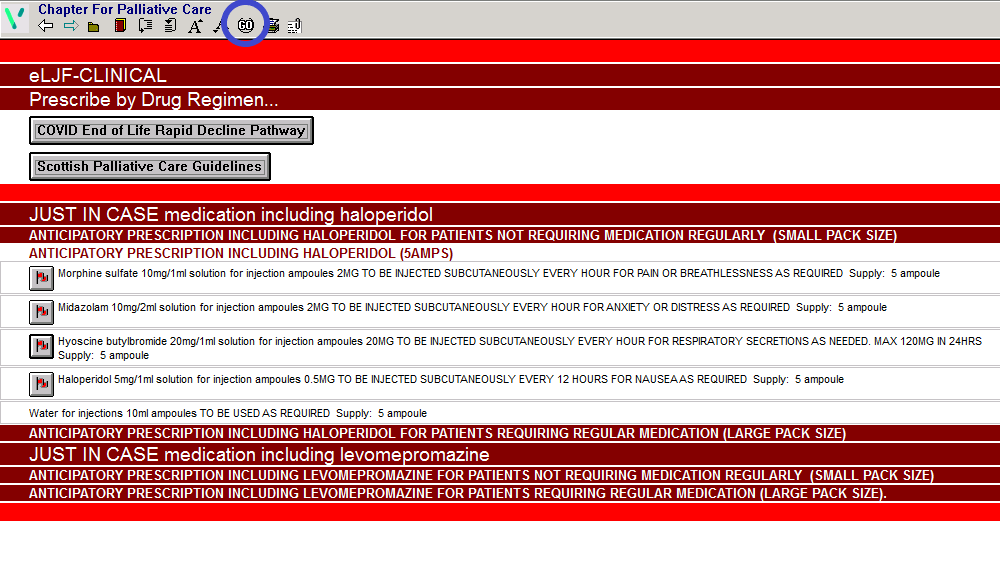 Chapter For Palliative Care
GO
eLJF-CLINICAL
Prescribe by Drug Regimen...
COVID End of Life Rapid Decline Pathway
Scottish Palliative Care Guidelines
JUST IN CASE medication including haloperidol
ANTICIPATORY PRESCRIPTION INCLUDING HALOPERIDOL FOR PATIENTS NOT REQUIRING MEDICATION REGULARLY (SMALL PACK SIZE)
ANTICIPATORY PRESCRIPTION INCLUDING HALOPERIDOL (5AMPS)
Morphine sulfate 10mg/1ml solution for injection ampoules 2MG TO BE INJECTED SUBCUTANEOUSLY EVERY HOUR FOR PAIN OR BREATHLESSNESS AS REQUIRED Supply: 5 ampoule
Midazolam 10mg/2ml solution for injection ampoules 2MG TO BE INJECTED SUBCUTANEOUSLY EVERY HOUR FOR ANXIETY OR DISTRESS AS REQUIRED Supply: 5 ampoule
Hyoscine butylbromide 20mg/1ml solution for injection ampoules 20MG TO BE INJECTED SUBCUTANEOUSLY EVERY HOUR FOR RESPIRATORY SECRETIONS AS NEEDED. MAX 120MG IN 24HRS
Supply: 5 ampoule
Haloperidol 5mg/1ml solution for injection ampoules 0.5MG TO BE INJECTED SUBCUTANEOUSLY EVERY 12 HOURS FOR NAUSEA AS REQUIRED Supply: 5 ampoule
Water for injections 10ml ampoules TO BE USED AS REQUIRED Supply: 5 ampoule
ANTICIPATORY PRESCRIPTION INCLUDING HALOPERIDOL FOR PATIENTS REQUIRING REGULAR MEDICATION (LARGE PACK SIZE)
JUST IN CASE medication including levomepromazine
ANTICIPATORY PRESCRIPTION INCLUDING LEVOMEPROMAZINE FOR PATIENTS NOT REQUIRING MEDICATION REGULARLY (SMALL PACK SIZE)
ANTICIPATORY PRESCRIPTION INCLUDING LEVOMEPROMAZINE FOR PATIENTS REQUIRING REGULAR MEDICATION (LARGE PACK SIZE).